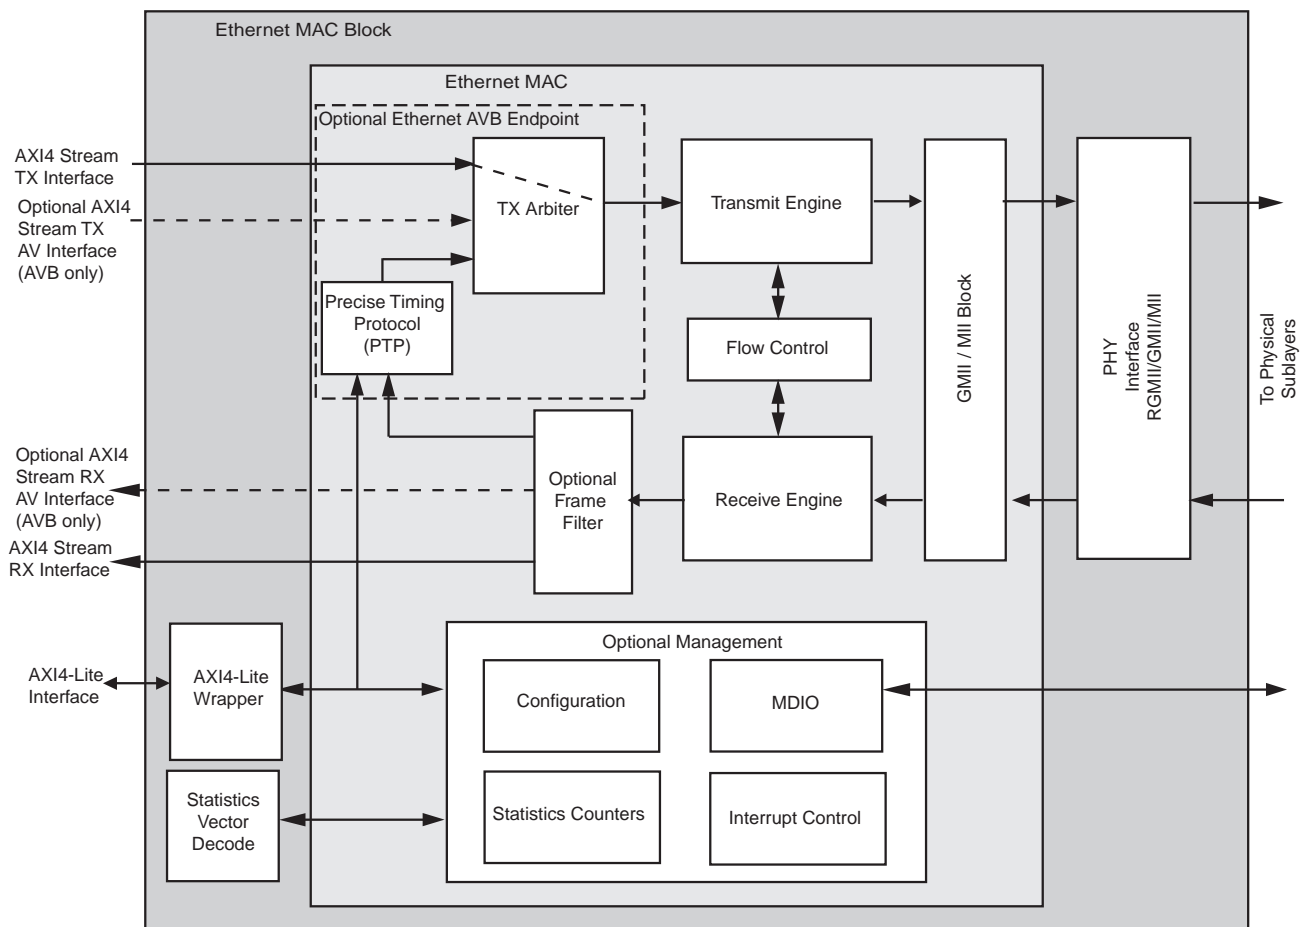 Ethernet MAC Block
Ethernet MAC
Optional Ethernet AVB Endpoint
AXI4 Stream
TX Interface
Optional AXI4
Stream TX
AV Interface
(AVB only)
TX Arbiter
Transmit Engine
Precise Timing
Protocol
(PTP)
Flow Control
GMII / MII Block
PHY
Interface
RGMII/GMII/MII
To Physical
Sublayers
Optional AXI4
Stream RX
AV Interface
(AVB only)
AXI4 Stream
RX Interface
Optional
Frame
Filter
Receive Engine
Optional Management
AXI4-Lite
Interface
AXI4-Lite
Wrapper
Configuration
MDIO
Statistics
Vector
Decode
Statistics Counters
Interrupt Control